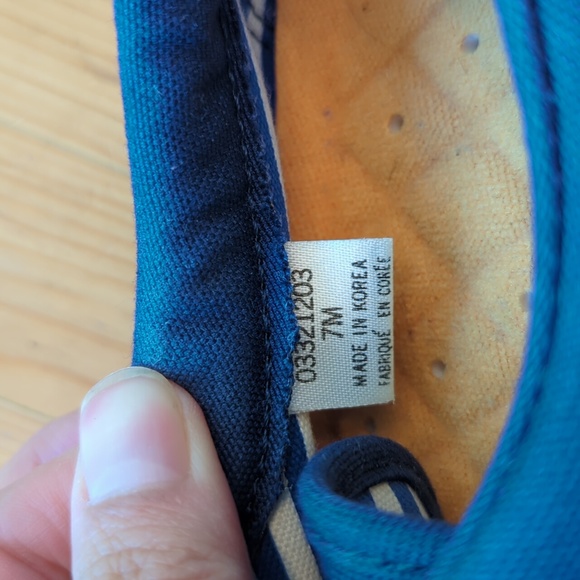 03321203
7M
MADE IN KOREA
FABRIQUÉ EN CORÉE